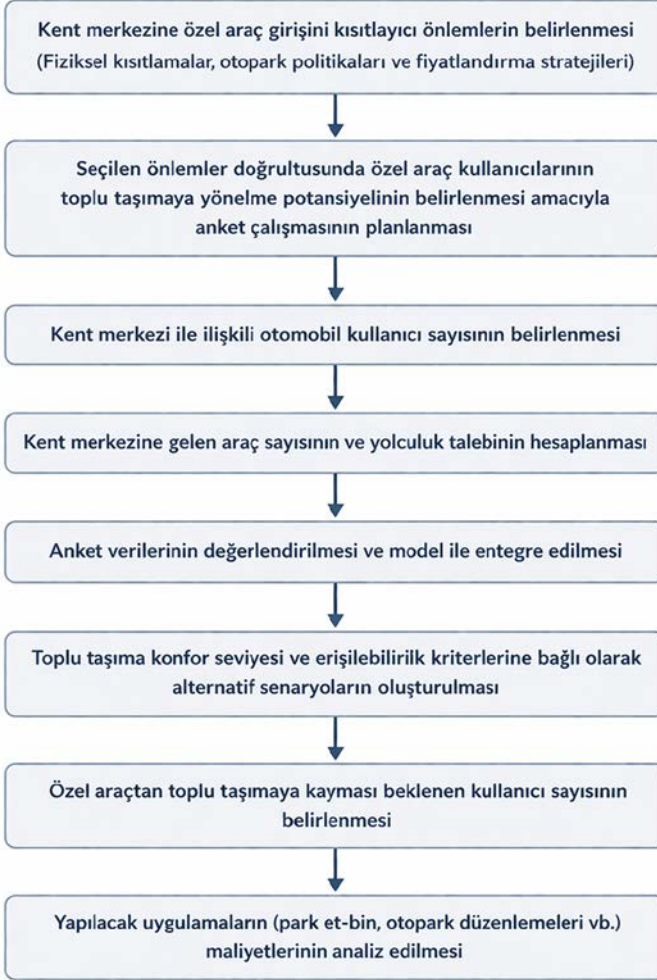 Kent merkezine özel araç girişini kısıtlayıcı önlemlerin belirlenmesi
(Fiziksel kısıtlamalar, otopark politikaları ve fiyatlandırma stratejileri)
Seçilen önlemler doğrultusunda özel araç kullanıcılarının
toplu taşımaya yönelme potansiyelinin belirlenmesi amacıyla
anket çalışmasının planlanması
Kent merkezi ile ilişkili otomobil kullanıcı sayısının belirlenmesi
Kent merkezine gelen araç sayısının ve yolculuk talebinin hesaplanması
Anket verilerinin değerlendirilmesi ve model ile entegre edilmesi
Toplu taşıma konfor seviyesi ve erişilebilirilk kriterlerine bağlı olarak
alternatif senaryoların oluşturulması
Özel araçtan toplu taşımaya kayması beklenen kullanıcı sayısının
belirlenmesi
Yapılacak uygulamaların (park et-bin, otopark düzenlemeleri vb.)
maliyetlerinin analiz edilmesi